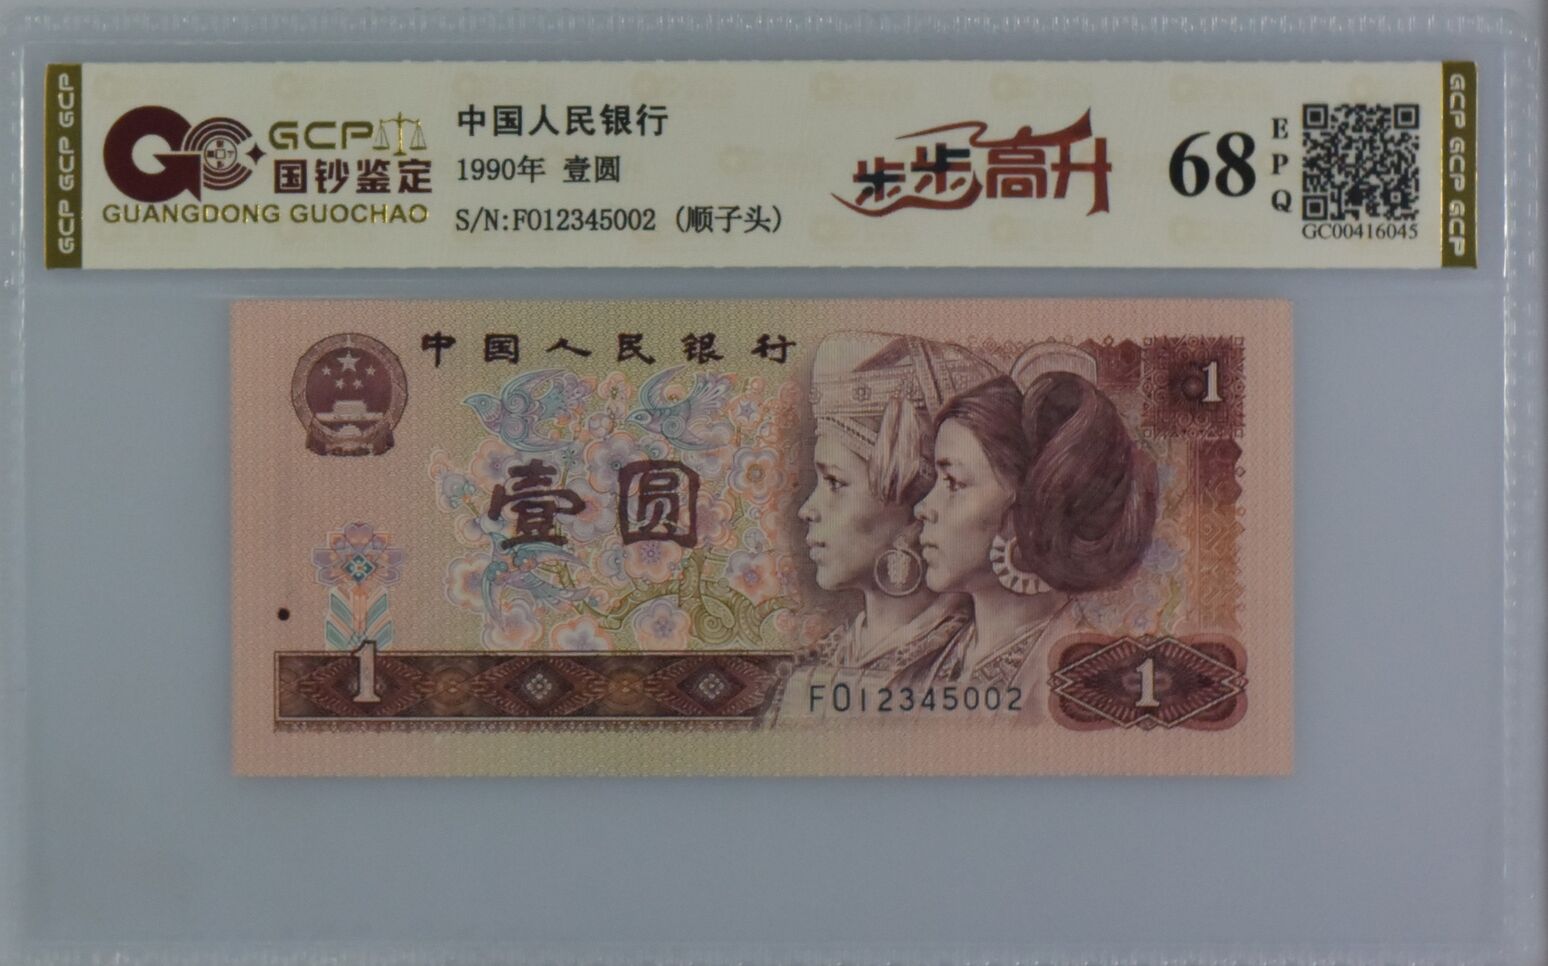 GCP GCP GCP
GCP
国钞鉴定
GUANGDONG GUOCHAO
中国人民银行
1990年 壹圆
S/N:F012345002 (顺子头)
步步高升
68
EPQ
GC00416045
GCP GCP GCP
中国人民银行
1
壹圆
1
F012345002
1